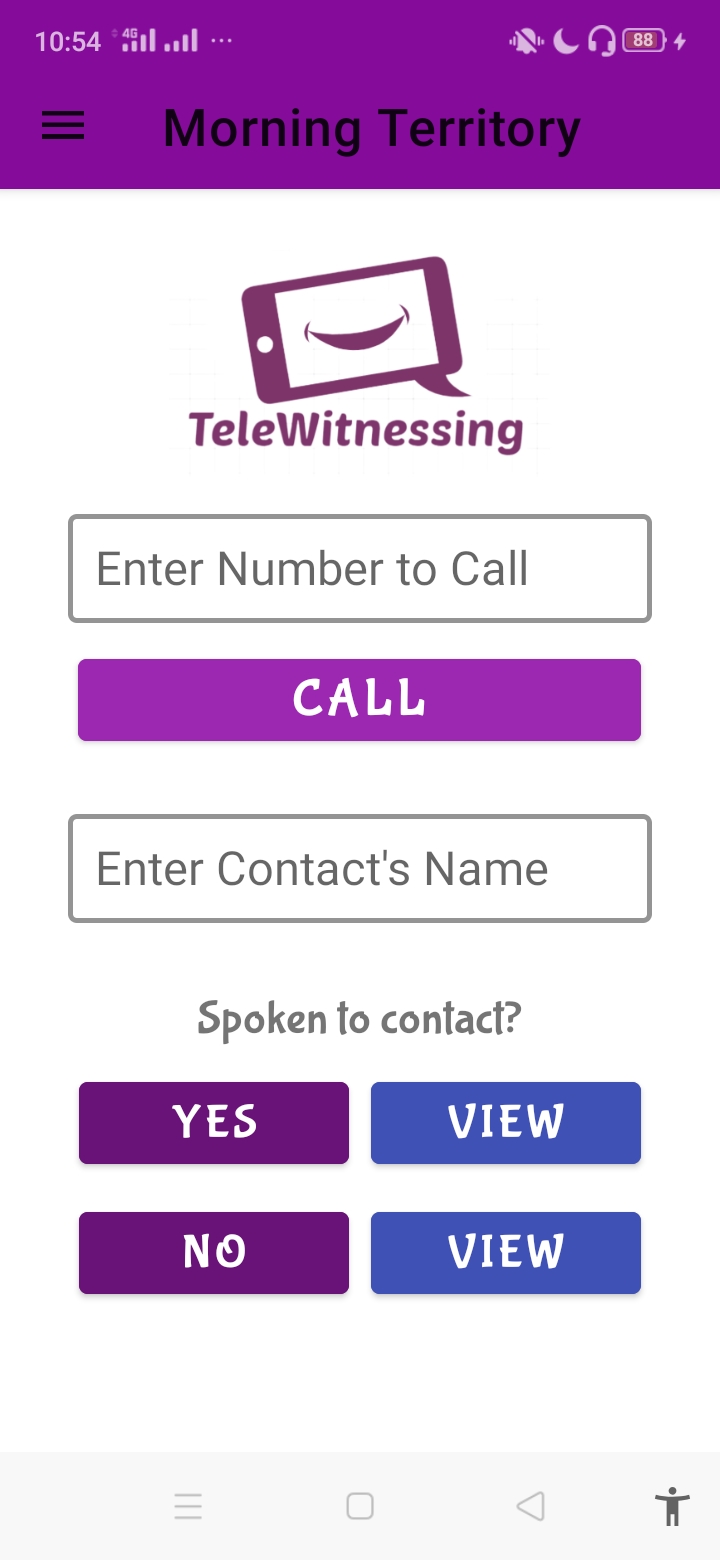 10:54 4G ... 88
Morning Territory
TeleWitnessing
Enter Number to Call
CALL
Enter Contact's Name
Spoken to contact?
YES VIEW
NO VIEW